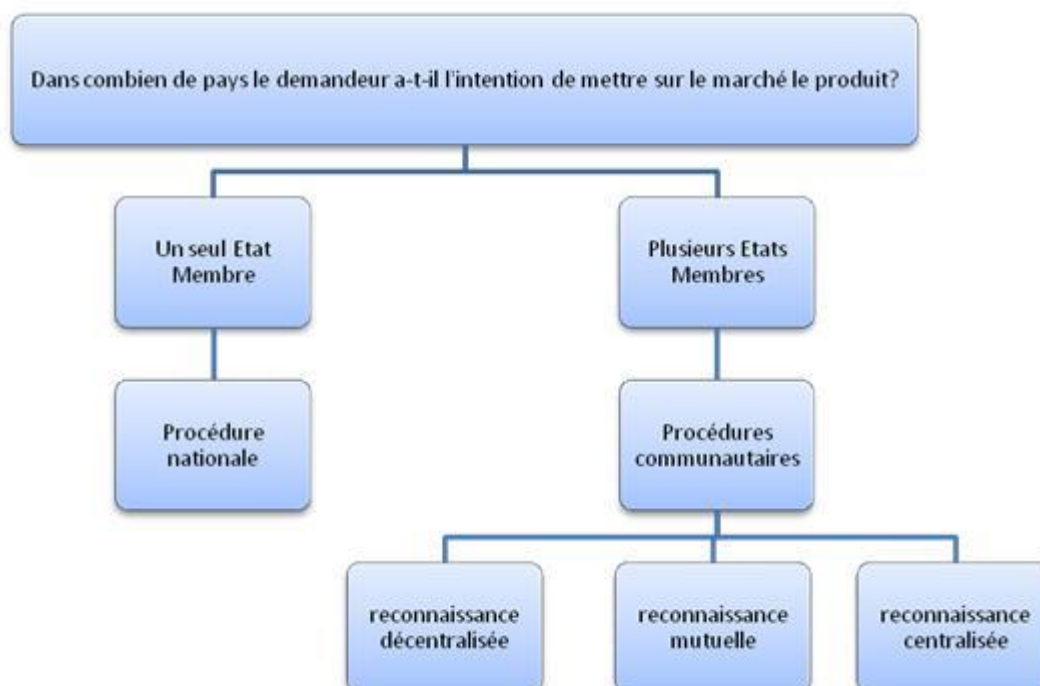 Dans combien de pays le demandeur a-t-il l'intention de mettre sur le marché le produit?
Un seul Etat
Membre
Plusieurs Etats
Membres
Procédure
nationale
Procédures
communautaires
reconnaissance
décentralisée
reconnaissance
mutuelle
reconnaissance
centralisée